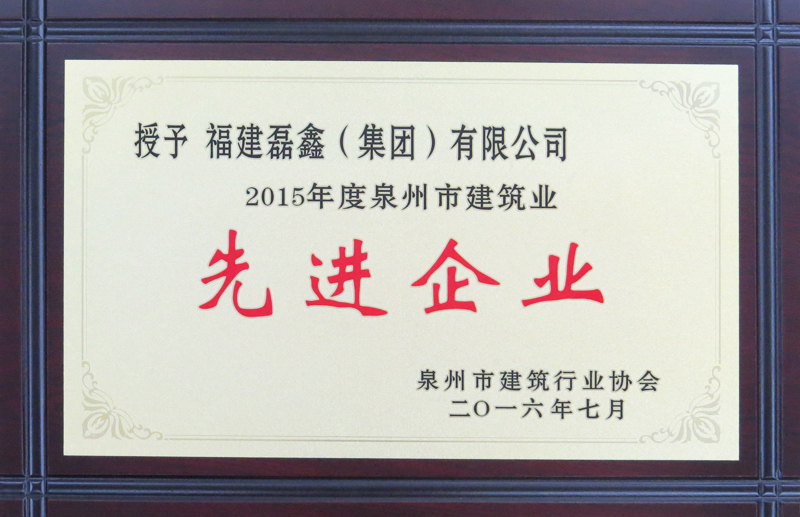 授予 福建磊鑫（集团）有限公司
2015年度泉州市建筑业
先进企业
泉州市建筑行业协会
二〇一六年七月